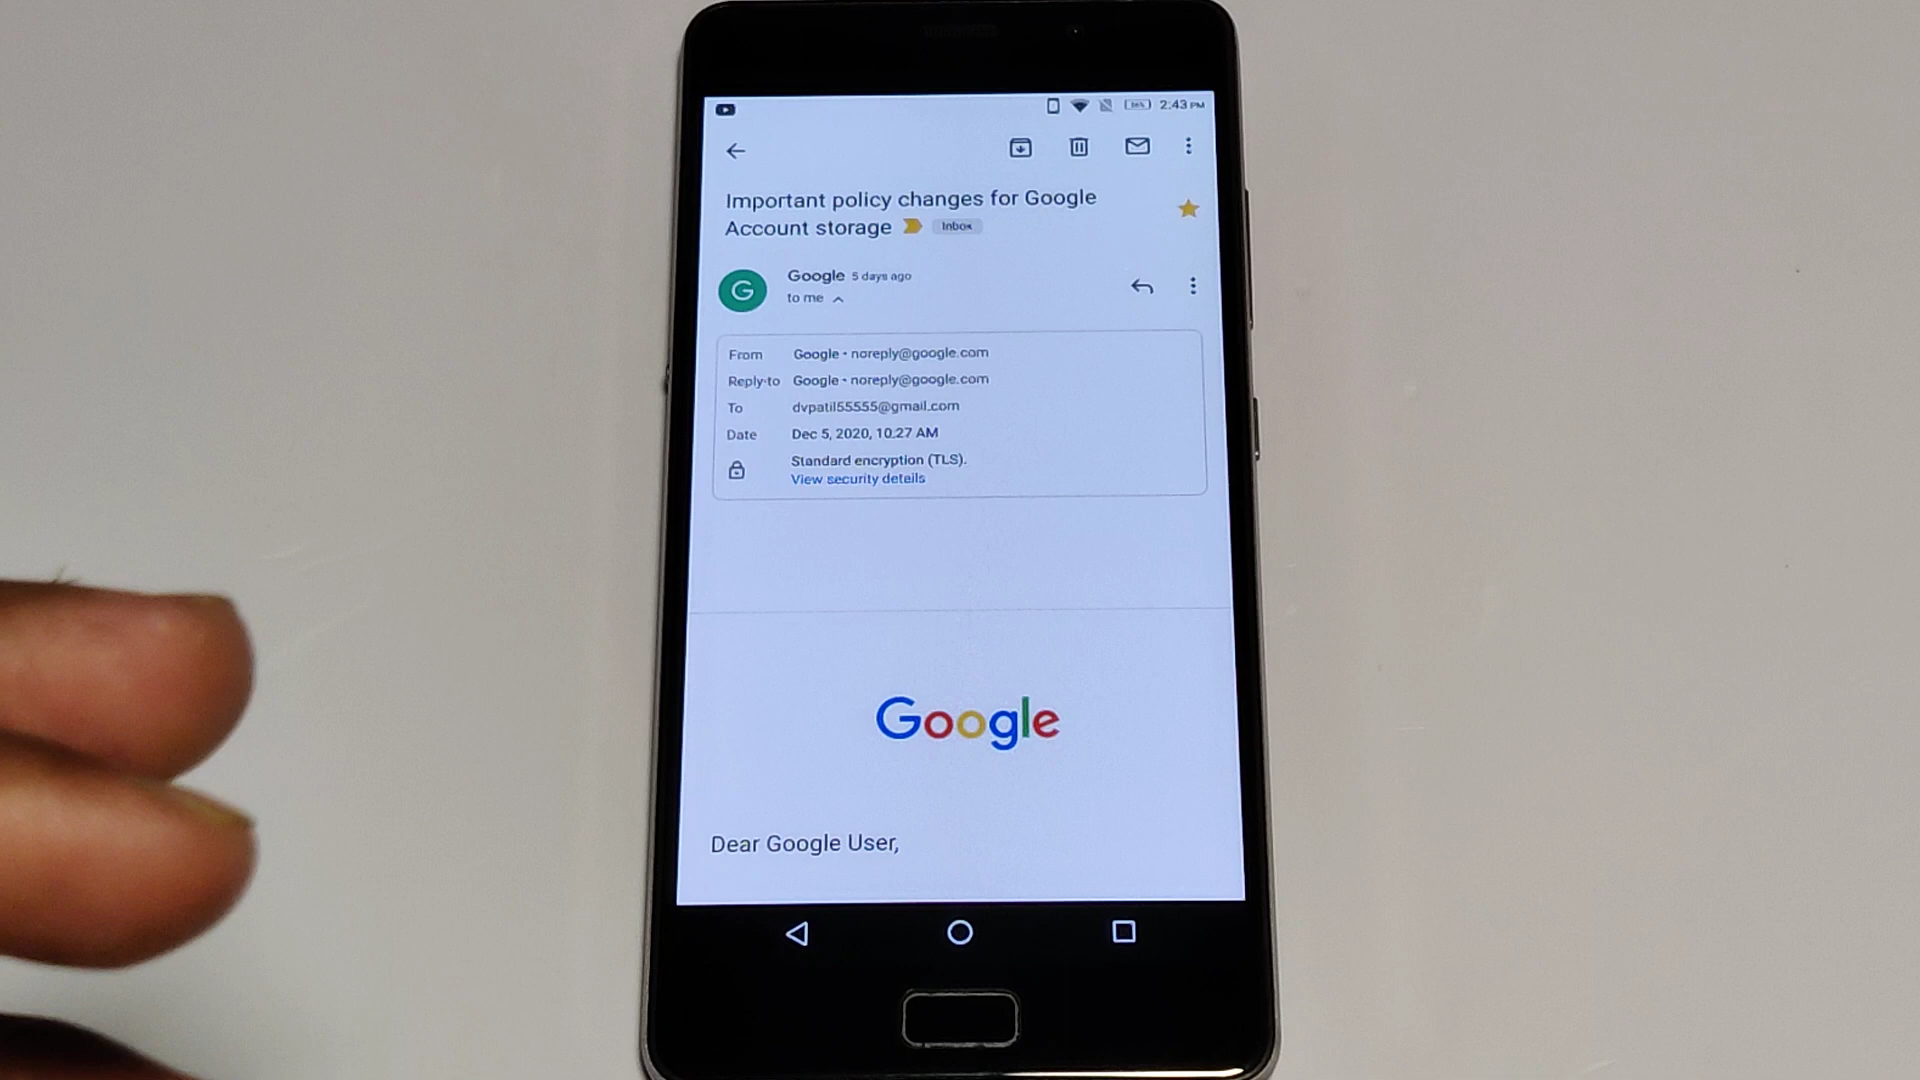 2:43 PM
Important policy changes for Google
Account storage
Inbox
G
Google 5 days ago
to me
From Google • noreply@google.com
Reply-to Google • noreply@google.com
To dvpatil55555@gmail.com
Date Dec 5, 2020, 10:27 AM
Standard encryption (TLS).
View security details
Google
Dear Google User,